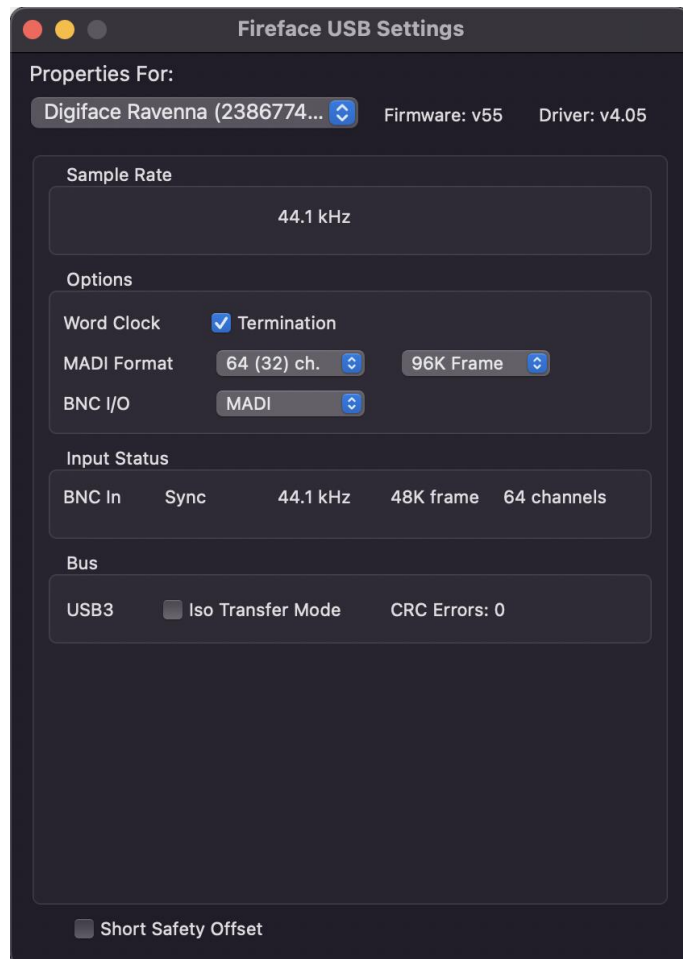 Fireface USB Settings
Properties For:
Digiface Ravenna (2386774... Firmware: v55 Driver: v4.05
Sample Rate
44.1 kHz
Options
Word Clock Termination
MADI Format 64 (32) ch. 96K Frame
BNC I/O MADI
Input Status
BNC In Sync 44.1 kHz 48K frame 64 channels
Bus
USB3 Iso Transfer Mode CRC Errors: 0
Short Safety Offset